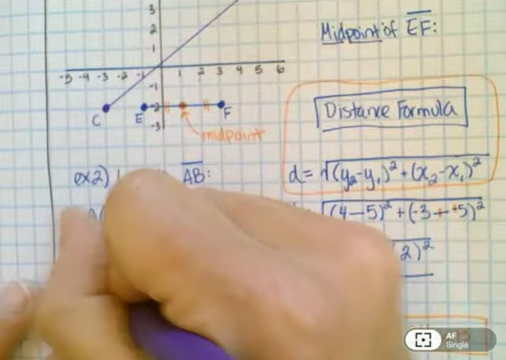 3
2
1
-5 -4 -3 -2 -1 1 2 3 4 5 6
-1
-2
-3
C E F
midpoint
Midpoint of EF:
Distance Formula
d = √(y₂-y₁)² + (x₂-x₁)²
√(4-5)² + (-3+ +5)²
2)²
ex2)
AB:
AF
Single